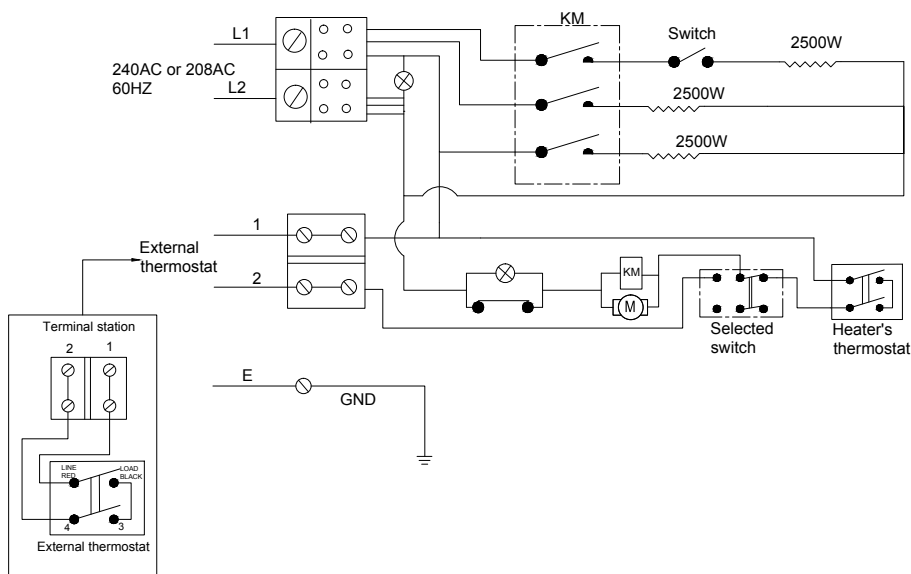 L1
240AC or 208AC
60HZ
L2
KM
Switch
2500W
2500W
2500W
External
thermostat
1
2
KM
M
Selected
switch
Heater's
thermostat
E
GND
Terminal station
2
1
LINE
RED
LOAD
BLACK
4
3
External thermostat